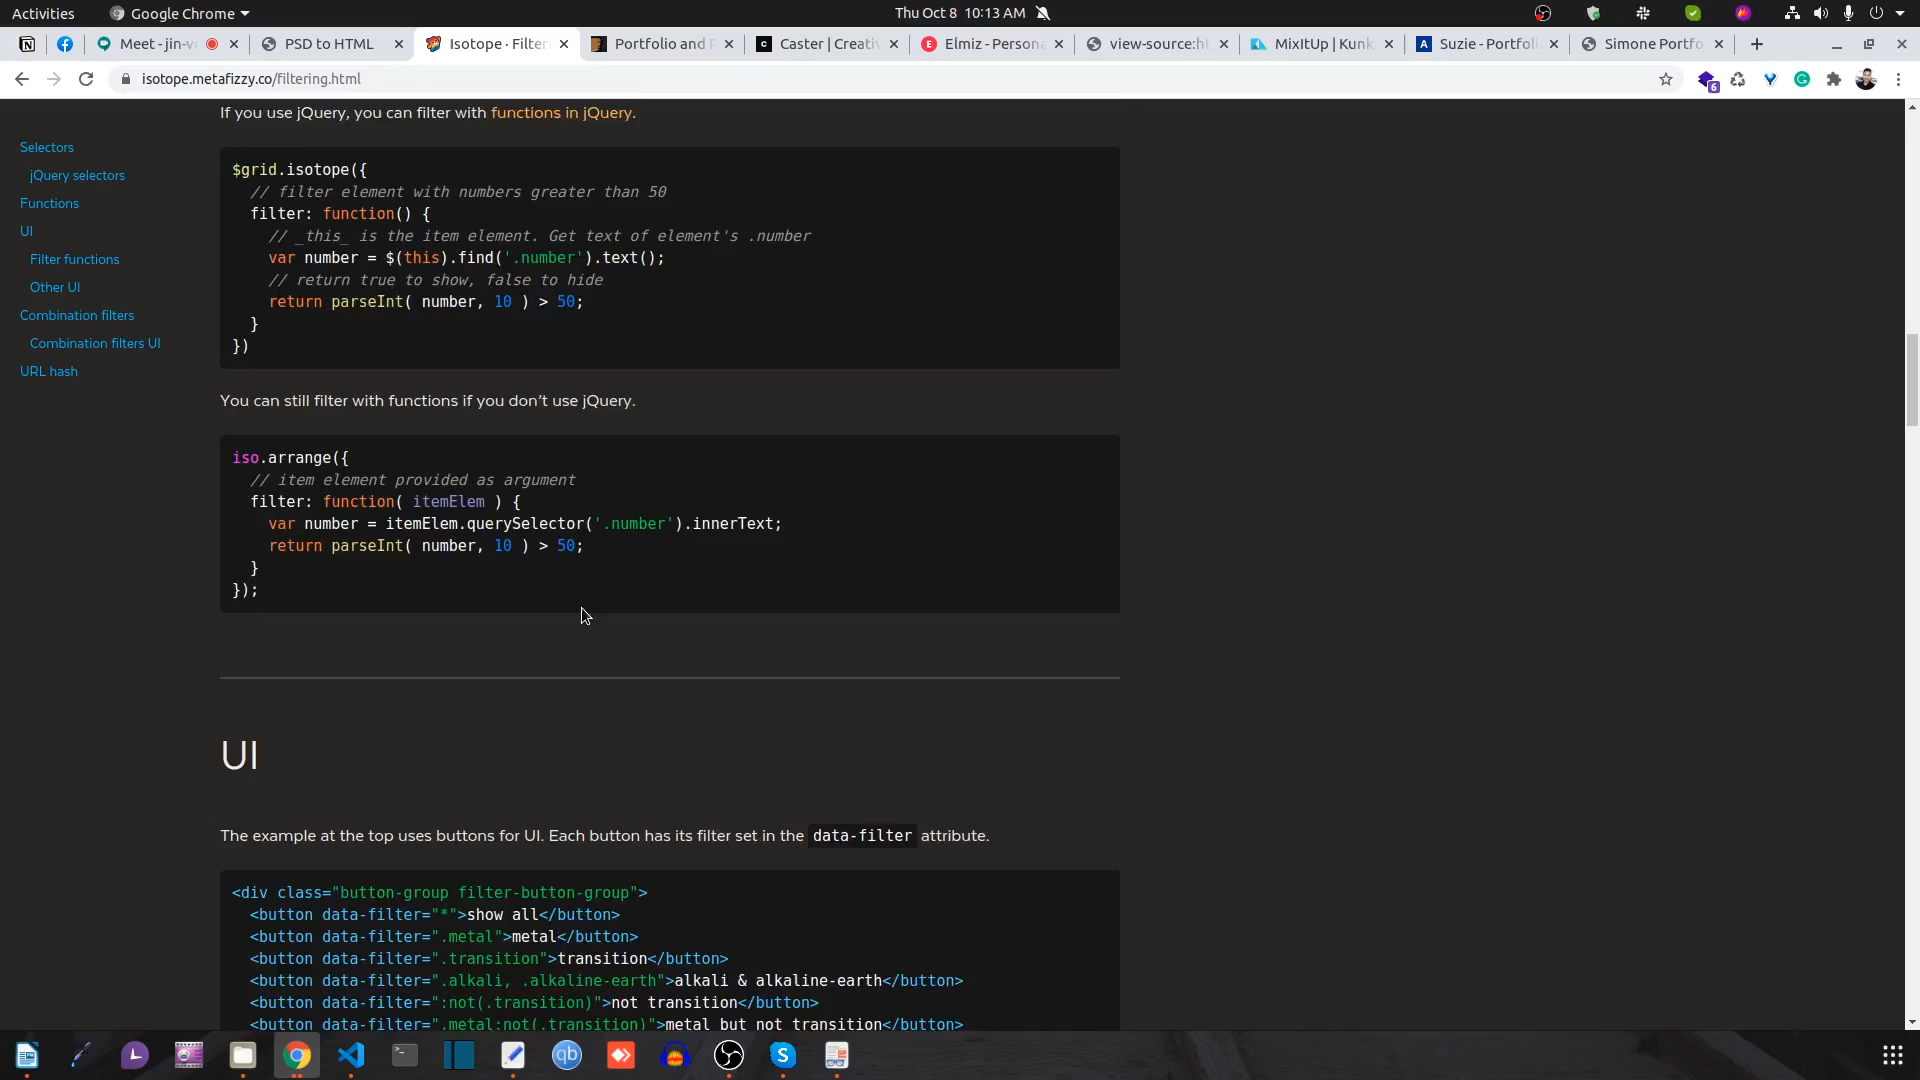 Activities
Google Chrome
Thu Oct 8 10:13 AM
Meet - jin-v
PSD to HTML
Isotope · Filter
Portfolio and
Caster | Creati
Elmiz - Persona
view-source:h
MixItUp | Kunk
Suzie - Portfoli
Simone Portfo
isotope.metafizzy.co/filtering.html
6
Selectors
jQuery selectors
Functions
UI
Filter functions
Other UI
Combination filters
Combination filters UI
URL hash
If you use jQuery, you can filter with functions in jQuery.
$grid.isotope({
// filter element with numbers greater than 50
filter: function() {
// _this_ is the item element. Get text of element's .number
var number = $(this).find('.number').text();
// return true to show, false to hide
return parseInt( number, 10 ) > 50;
}
})
You can still filter with functions if you don’t use jQuery.
iso.arrange({
// item element provided as argument
filter: function( itemElem ) {
var number = itemElem.querySelector('.number').innerText;
return parseInt( number, 10 ) > 50;
}
});
UI
The example at the top uses buttons for UI. Each button has its filter set in the data-filter attribute.
<div class="button-group filter-button-group">
<button data-filter="*">show all</button>
<button data-filter=".metal">metal</button>
<button data-filter=".transition">transition</button>
<button data-filter=".alkali, .alkaline-earth">alkali & alkaline-earth</button>
<button data-filter=":not(.transition)">not transition</button>
<button data-filter=".metal:not(.transition)">metal but not transition</button>